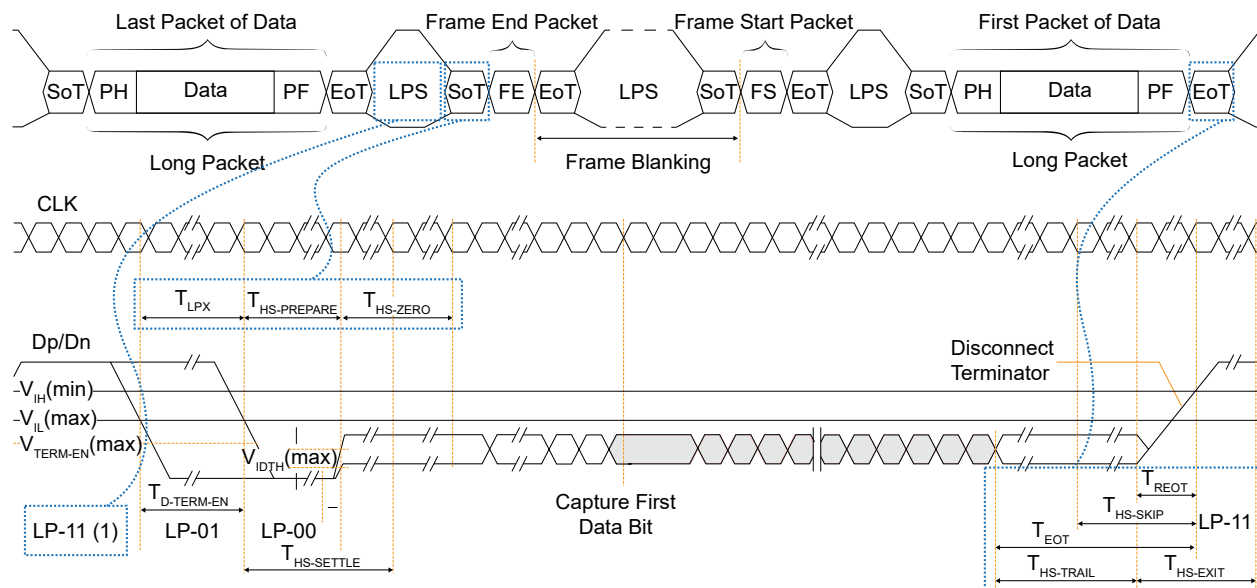 Last Packet of Data
Frame End Packet
Frame Start Packet
First Packet of Data
SoT PH Data PF EoT LPS SoT FE EoT LPS SoT FS EoT LPS SoT PH Data PF EoT
Long Packet
Frame Blanking
Long Packet
CLK
TLPX THS-PREPARE THS-ZERO
Dp/Dn
Disconnect
Terminator
VIH(min)
VIL(max)
VTERM-EN(max)
VIDTH(max)
TD-TERM-EN
Capture First
Data Bit
TREOT
LP-11 (1) LP-01 LP-00
THS-SKIP LP-11
TEOT
THS-SETTLE
THS-TRAIL THS-EXIT